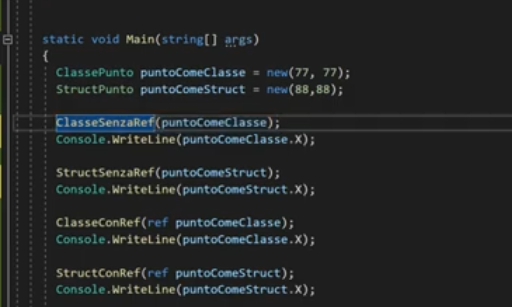 static void Main(string[] args)
{
ClassePunto puntoComeClasse = new(77, 77);
StructPunto puntoComeStruct = new(88,88);
ClasseSenzaRef(puntoComeClasse);
Console.WriteLine(puntoComeClasse.X);
StructSenzaRef(puntoComeStruct);
Console.WriteLine(puntoComeStruct.X);
ClasseConRef(ref puntoComeClasse);
Console.WriteLine(puntoComeClasse.X);
StructConRef(ref puntoComeStruct);
Console.WriteLine(puntoComeStruct.X);